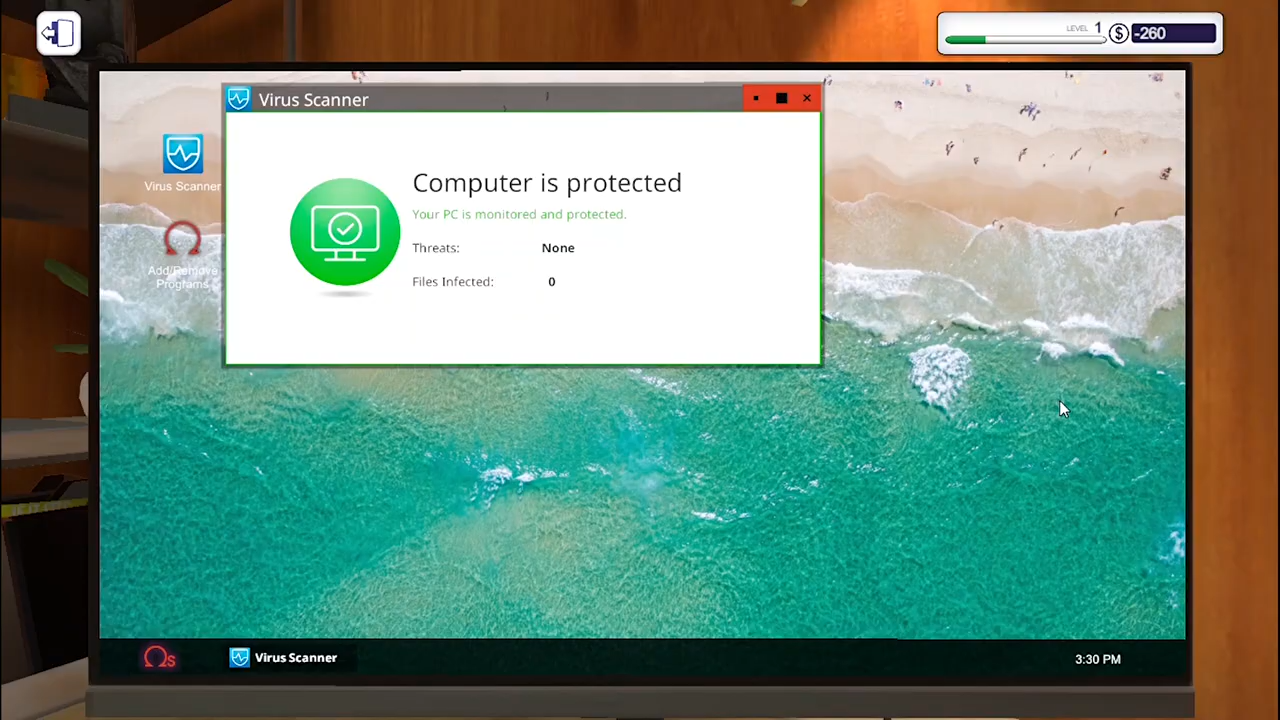 LEVEL 1 $ -260
Virus Scanner
Virus Scanner
Computer is protected
Your PC is monitored and protected.
Threats: None
Files Infected: 0
Add/Remove
Programs
Ωs Virus Scanner 3:30 PM